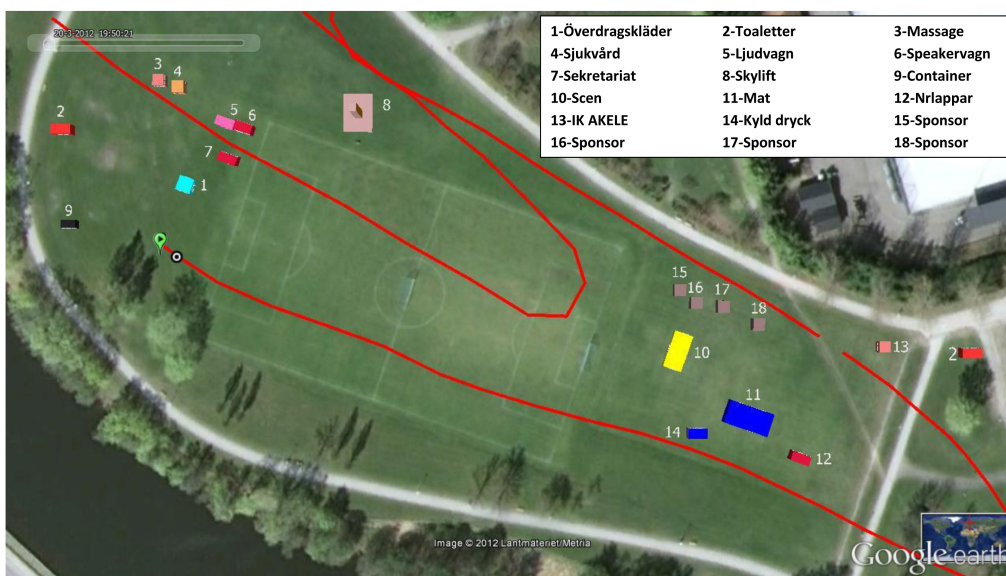 20-3-2012 19:50:21
1-Överdragskläder 2-Toaletter 3-Massage
4-Sjukvård 5-Ljudvagn 6-Speakervagn
7-Sekretariat 8-Skylift 9-Container
10-Scen 11-Mat 12-Nrlappar
13-IK AKELE 14-Kyld dryck 15-Sponsor
16-Sponsor 17-Sponsor 18-Sponsor
3
4
2
5 6
8
7
1
9
15
16
17
18
10
13
2
11
14
12
Image © 2012 Lantmäteriet/Metria
Google earth